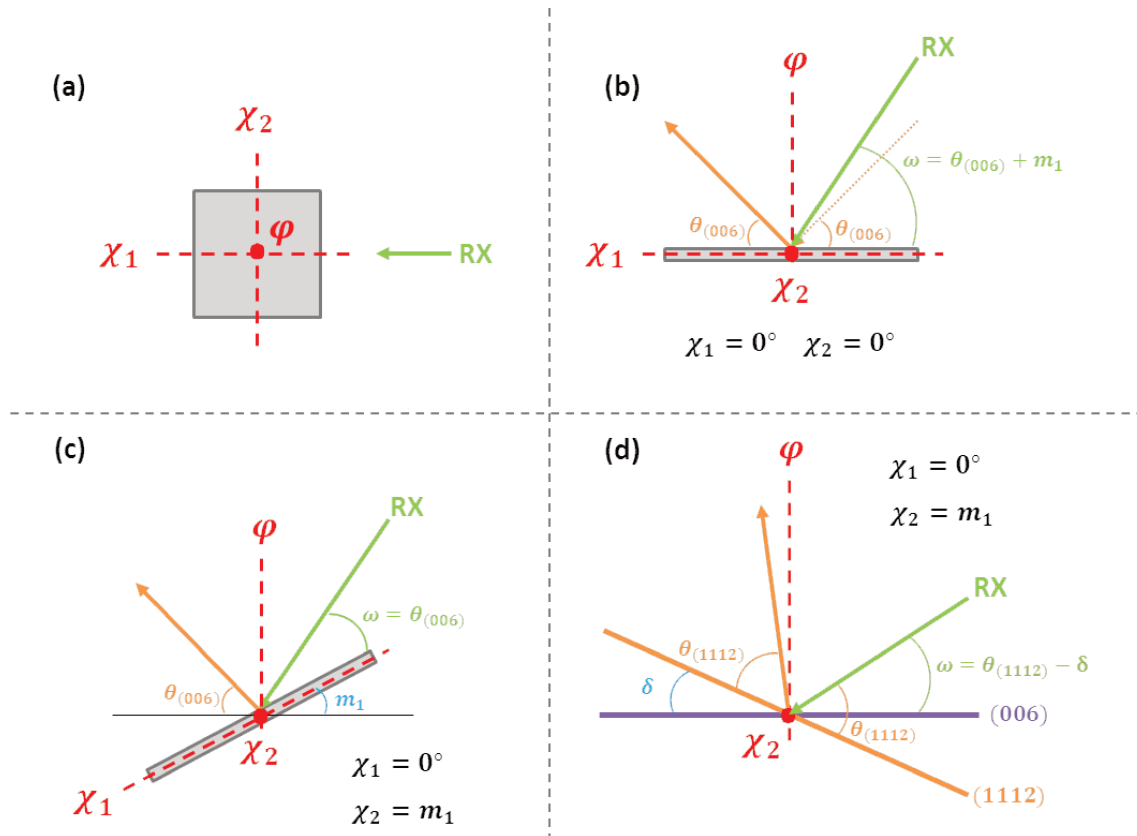 (a)
χ₂
φ
χ₁
RX
(b)
φ
RX
ω = θ₍₀₀₆₎ + m₁
θ₍₀₀₆₎
θ₍₀₀₆₎
χ₁
χ₂
χ₁ = 0° χ₂ = 0°
(c)
φ
RX
ω = θ₍₀₀₆₎
θ₍₀₀₆₎
m₁
χ₂
χ₁
χ₁ = 0°
χ₂ = m₁
(d)
φ
χ₁ = 0°
χ₂ = m₁
RX
θ₍₁₁₁₂₎
ω = θ₍₁₁₁₂₎ − δ
δ
(006)
θ₍₁₁₁₂₎
χ₂
(1112)